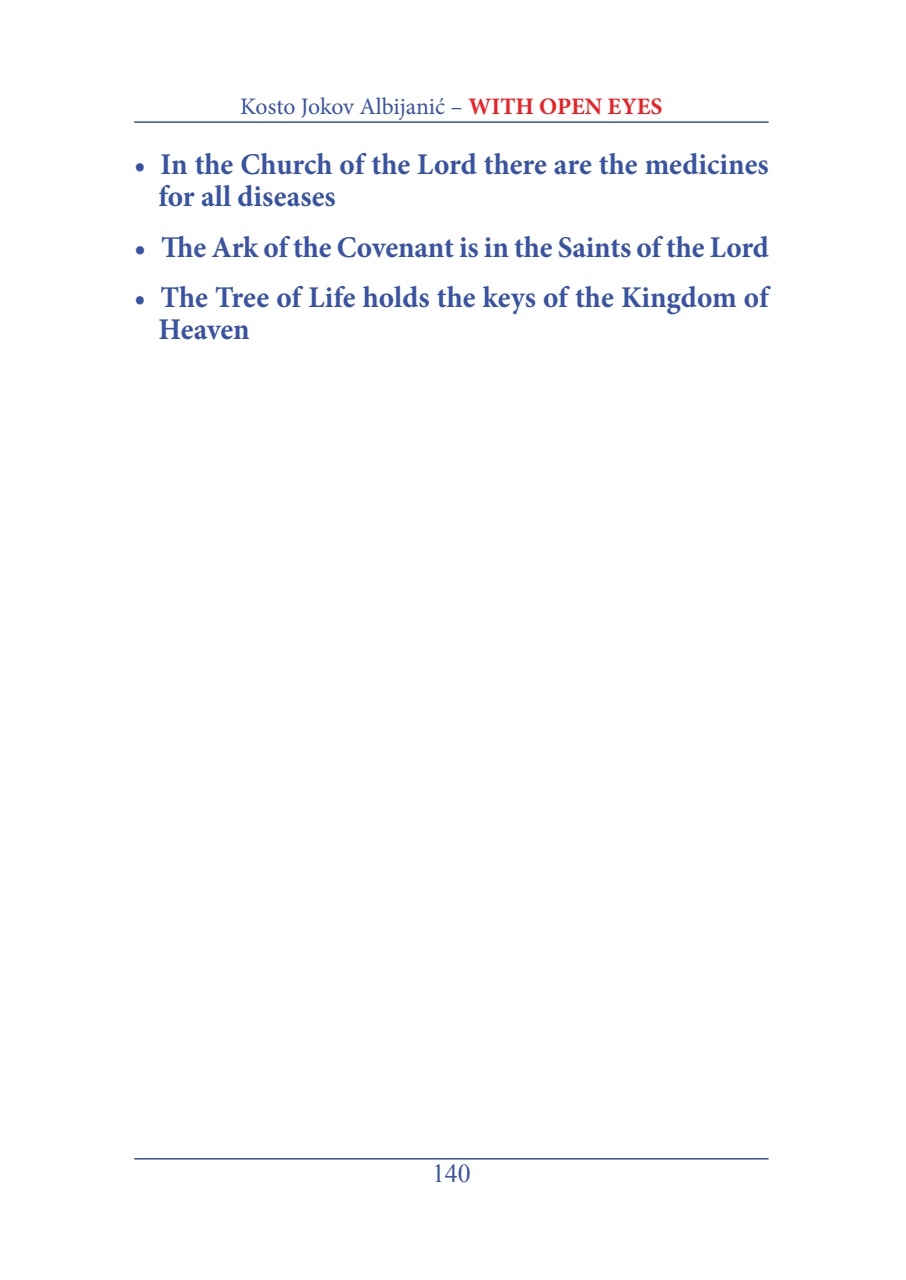 Kosto Jokov Albijanić – WITH OPEN EYES
• In the Church of the Lord there are the medicines
for all diseases
• The Ark of the Covenant is in the Saints of the Lord
• The Tree of Life holds the keys of the Kingdom of
Heaven
140